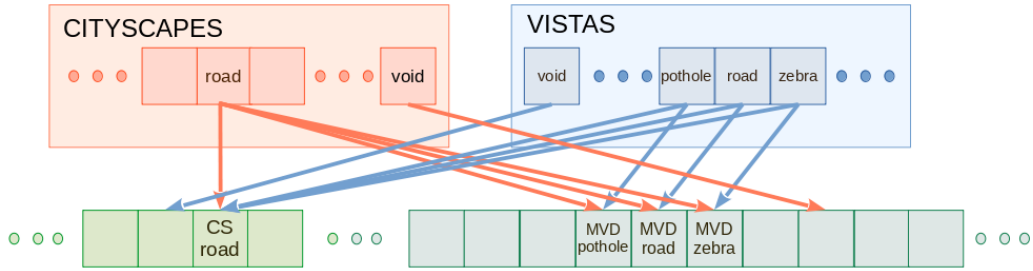 CITYSCAPES
VISTAS
road
void
void
pothole
road
zebra
CS
road
MVD
pothole
MVD
road
MVD
zebra